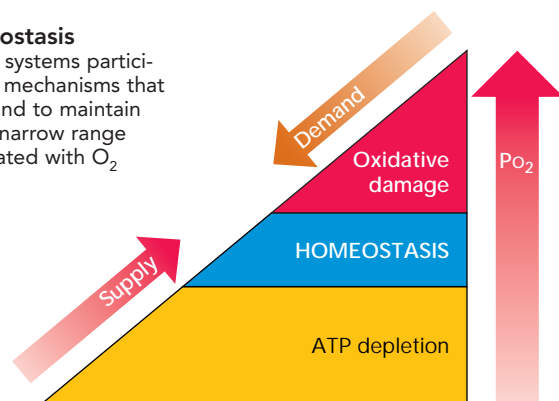 ostasis
systems partici-
mechanisms that
nd to maintain
narrow range
ated with O₂
Demand
Oxidative
damage
PO₂
Supply
HOMEOSTASIS
ATP depletion